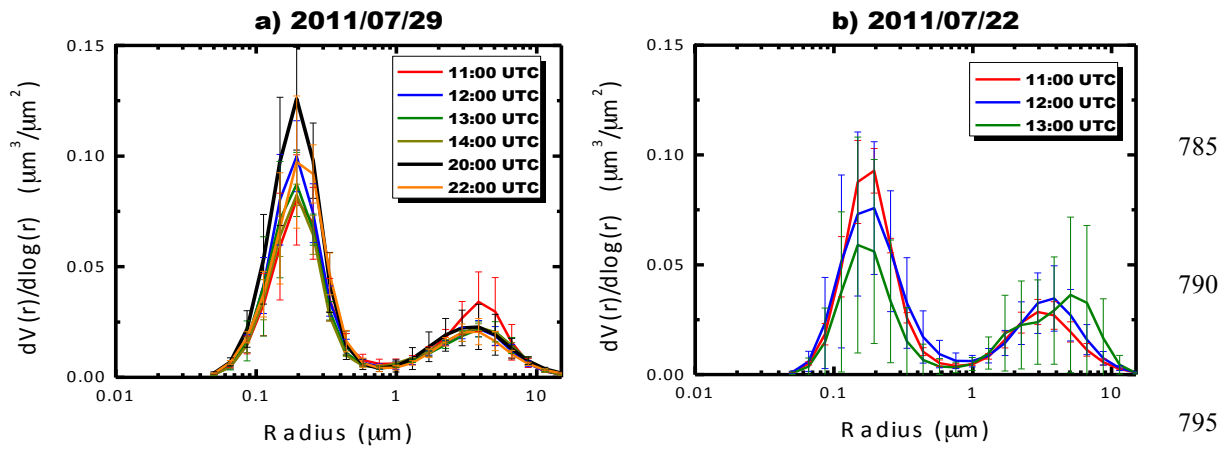 a) 2011/07/29
dV(r)/dlog(r) (μm³/μm²)
0.15
0.10
0.05
0.00
11:00 UTC
12:00 UTC
13:00 UTC
14:00 UTC
20:00 UTC
22:00 UTC
0.01 0.1 1 10
Radius (μm)
b) 2011/07/22
dV(r)/dlog(r) (μm³/μm²)
0.15
0.10
0.05
0.00
11:00 UTC
12:00 UTC
13:00 UTC
0.01 0.1 1 10
Radius (μm)
785
790
795